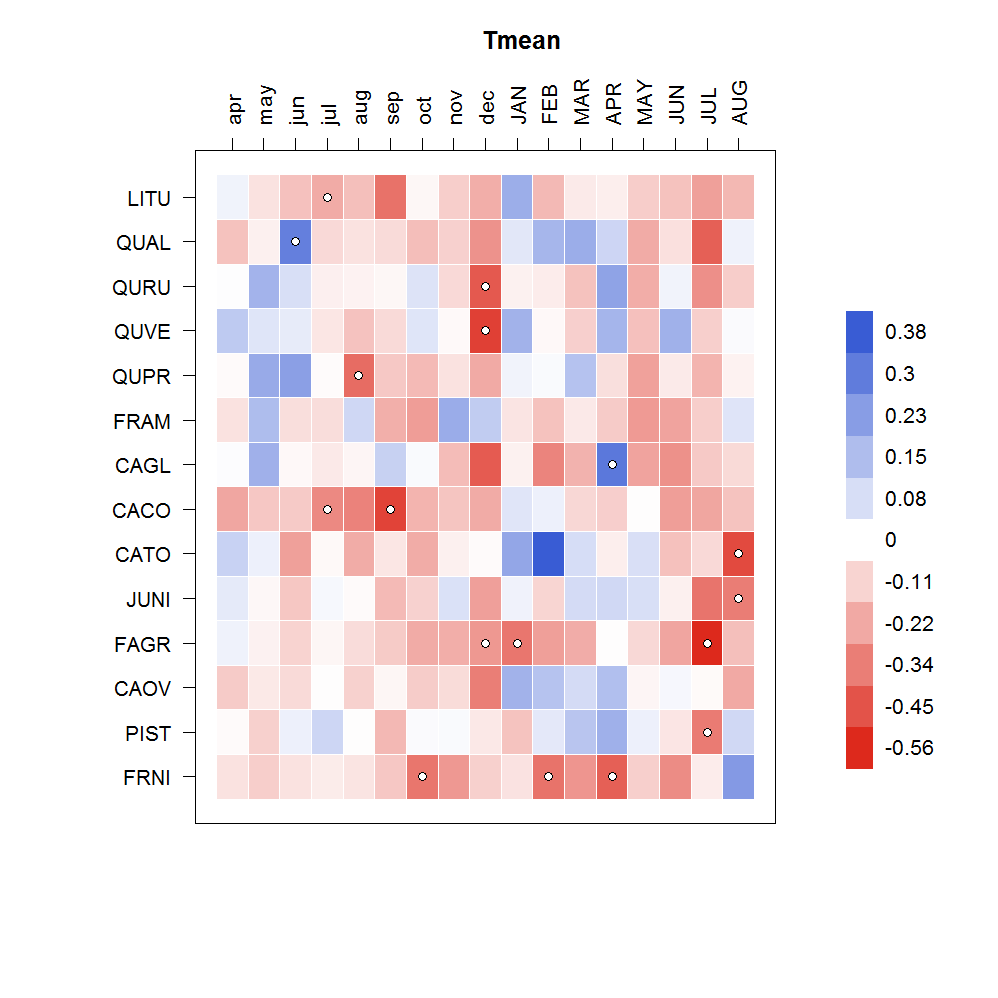 Tmean
apr may jun jul aug sep oct nov dec JAN FEB MAR APR MAY JUN JUL AUG
LITU
QUAL
QURU
QUVE
QUPR
FRAM
CAGL
CACO
CATO
JUNI
FAGR
CAOV
PIST
FRNI
0.38
0.3
0.23
0.15
0.08
0
-0.11
-0.22
-0.34
-0.45
-0.56